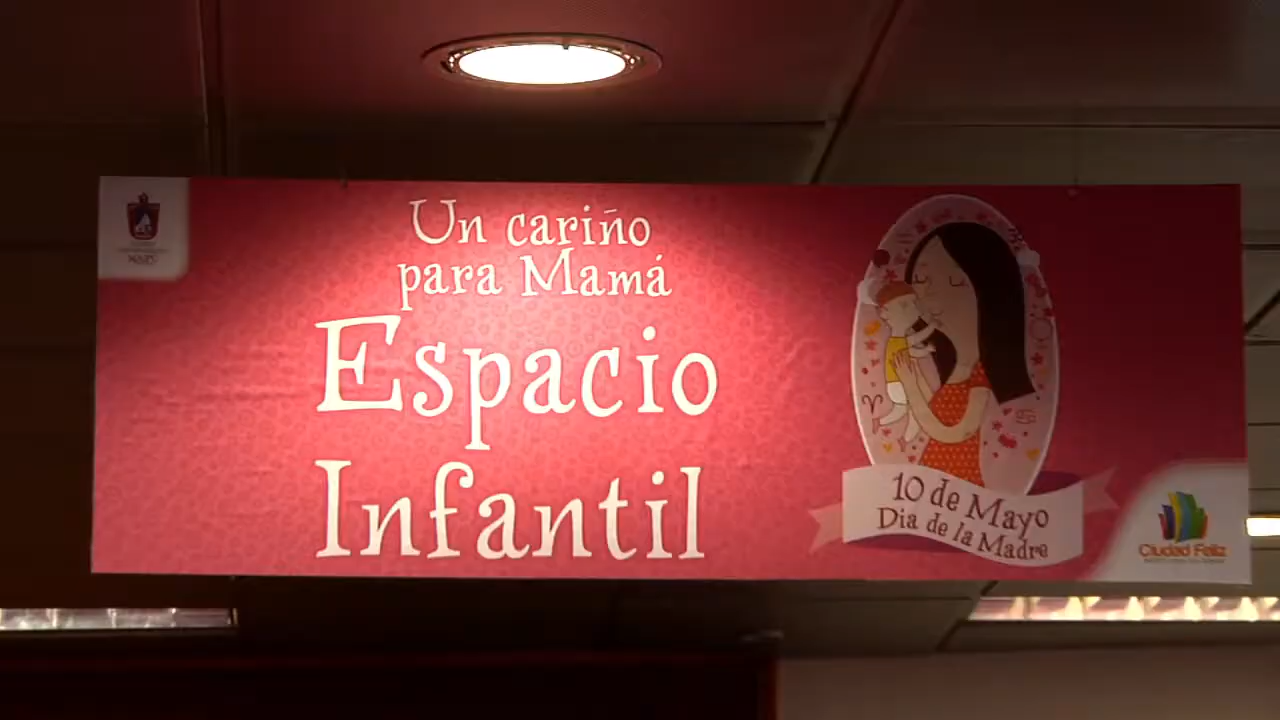 Un cariño
para Mamá
Espacio
Infantil
10 de Mayo
Dia de la Madre
Ciudad Feliz